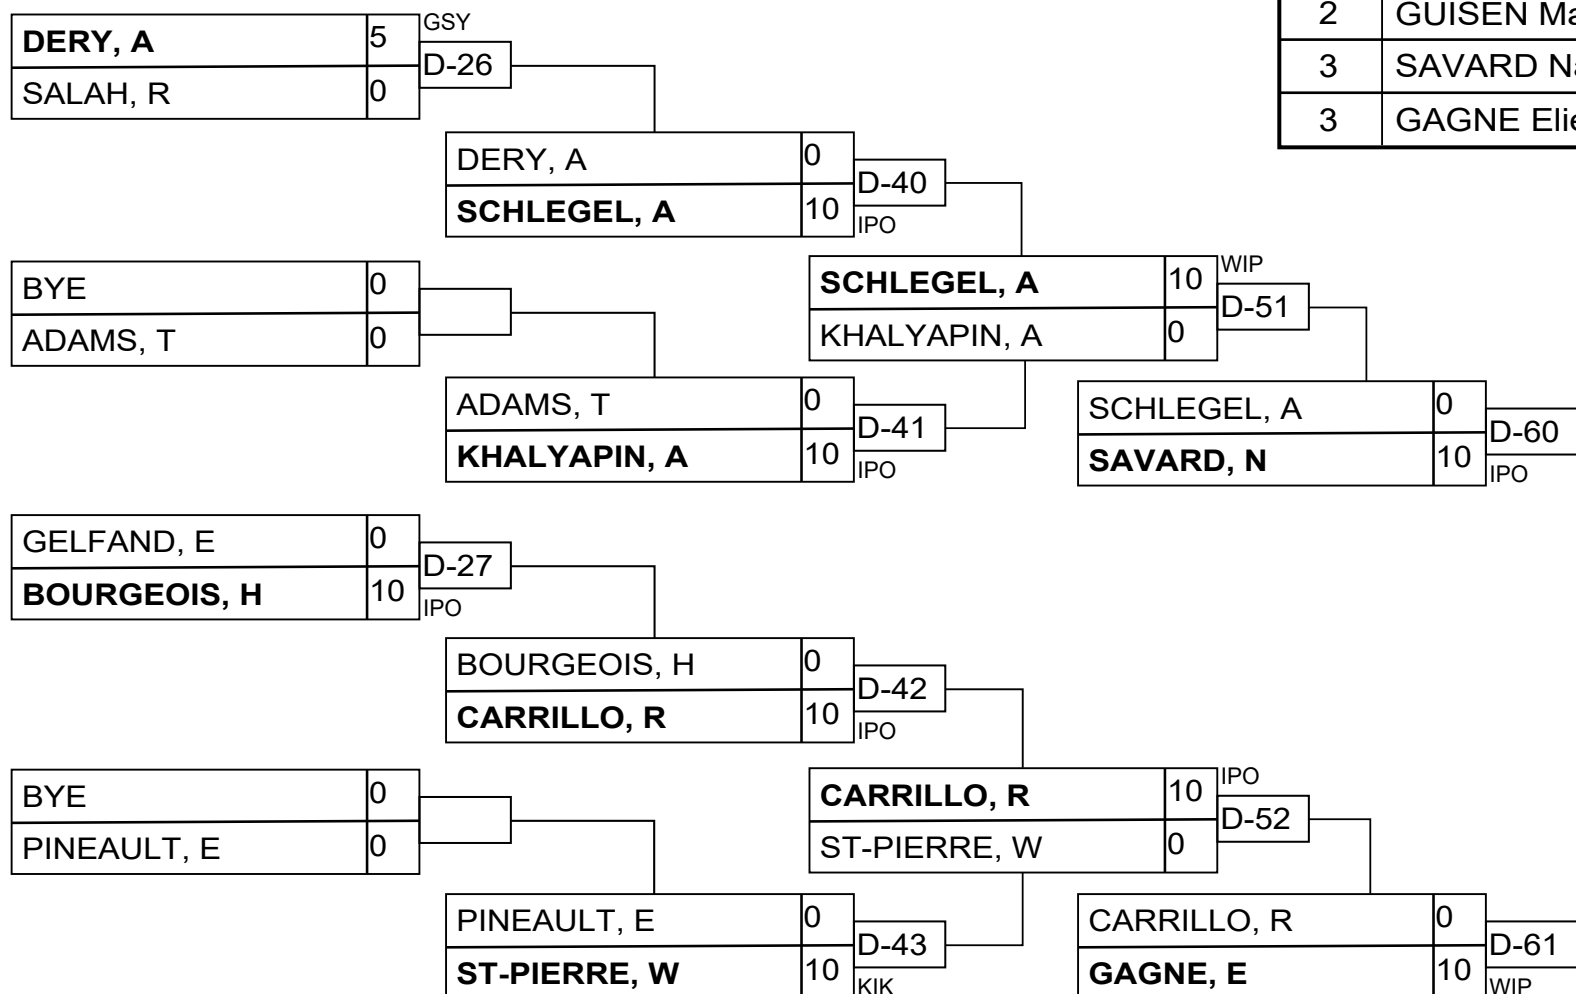 DERY, A 5 GSY
D-26
SALAH, R 0
2 GUISEN
3 SAVARD
3 GAGNE
DERY, A 0
D-40
SCHLEGEL, A 10 IPO
BYE 0
ADAMS, T 0
SCHLEGEL, A 10 WIP
D-51
KHALYAPIN, A 0
ADAMS, T 0
D-41
KHALYAPIN, A 10 IPO
SCHLEGEL, A 0
D-60
SAVARD, N 10 IPO
GELFAND, E 0
D-27
BOURGEOIS, H 10 IPO
BOURGEOIS, H 0
D-42
CARRILLO, R 10 IPO
BYE 0
PINEAULT, E 0
CARRILLO, R 10 IPO
D-52
ST-PIERRE, W 0
PINEAULT, E 0
D-43
ST-PIERRE, W 10 KIK
CARRILLO, R 0
D-61
GAGNE, E 10 WIP